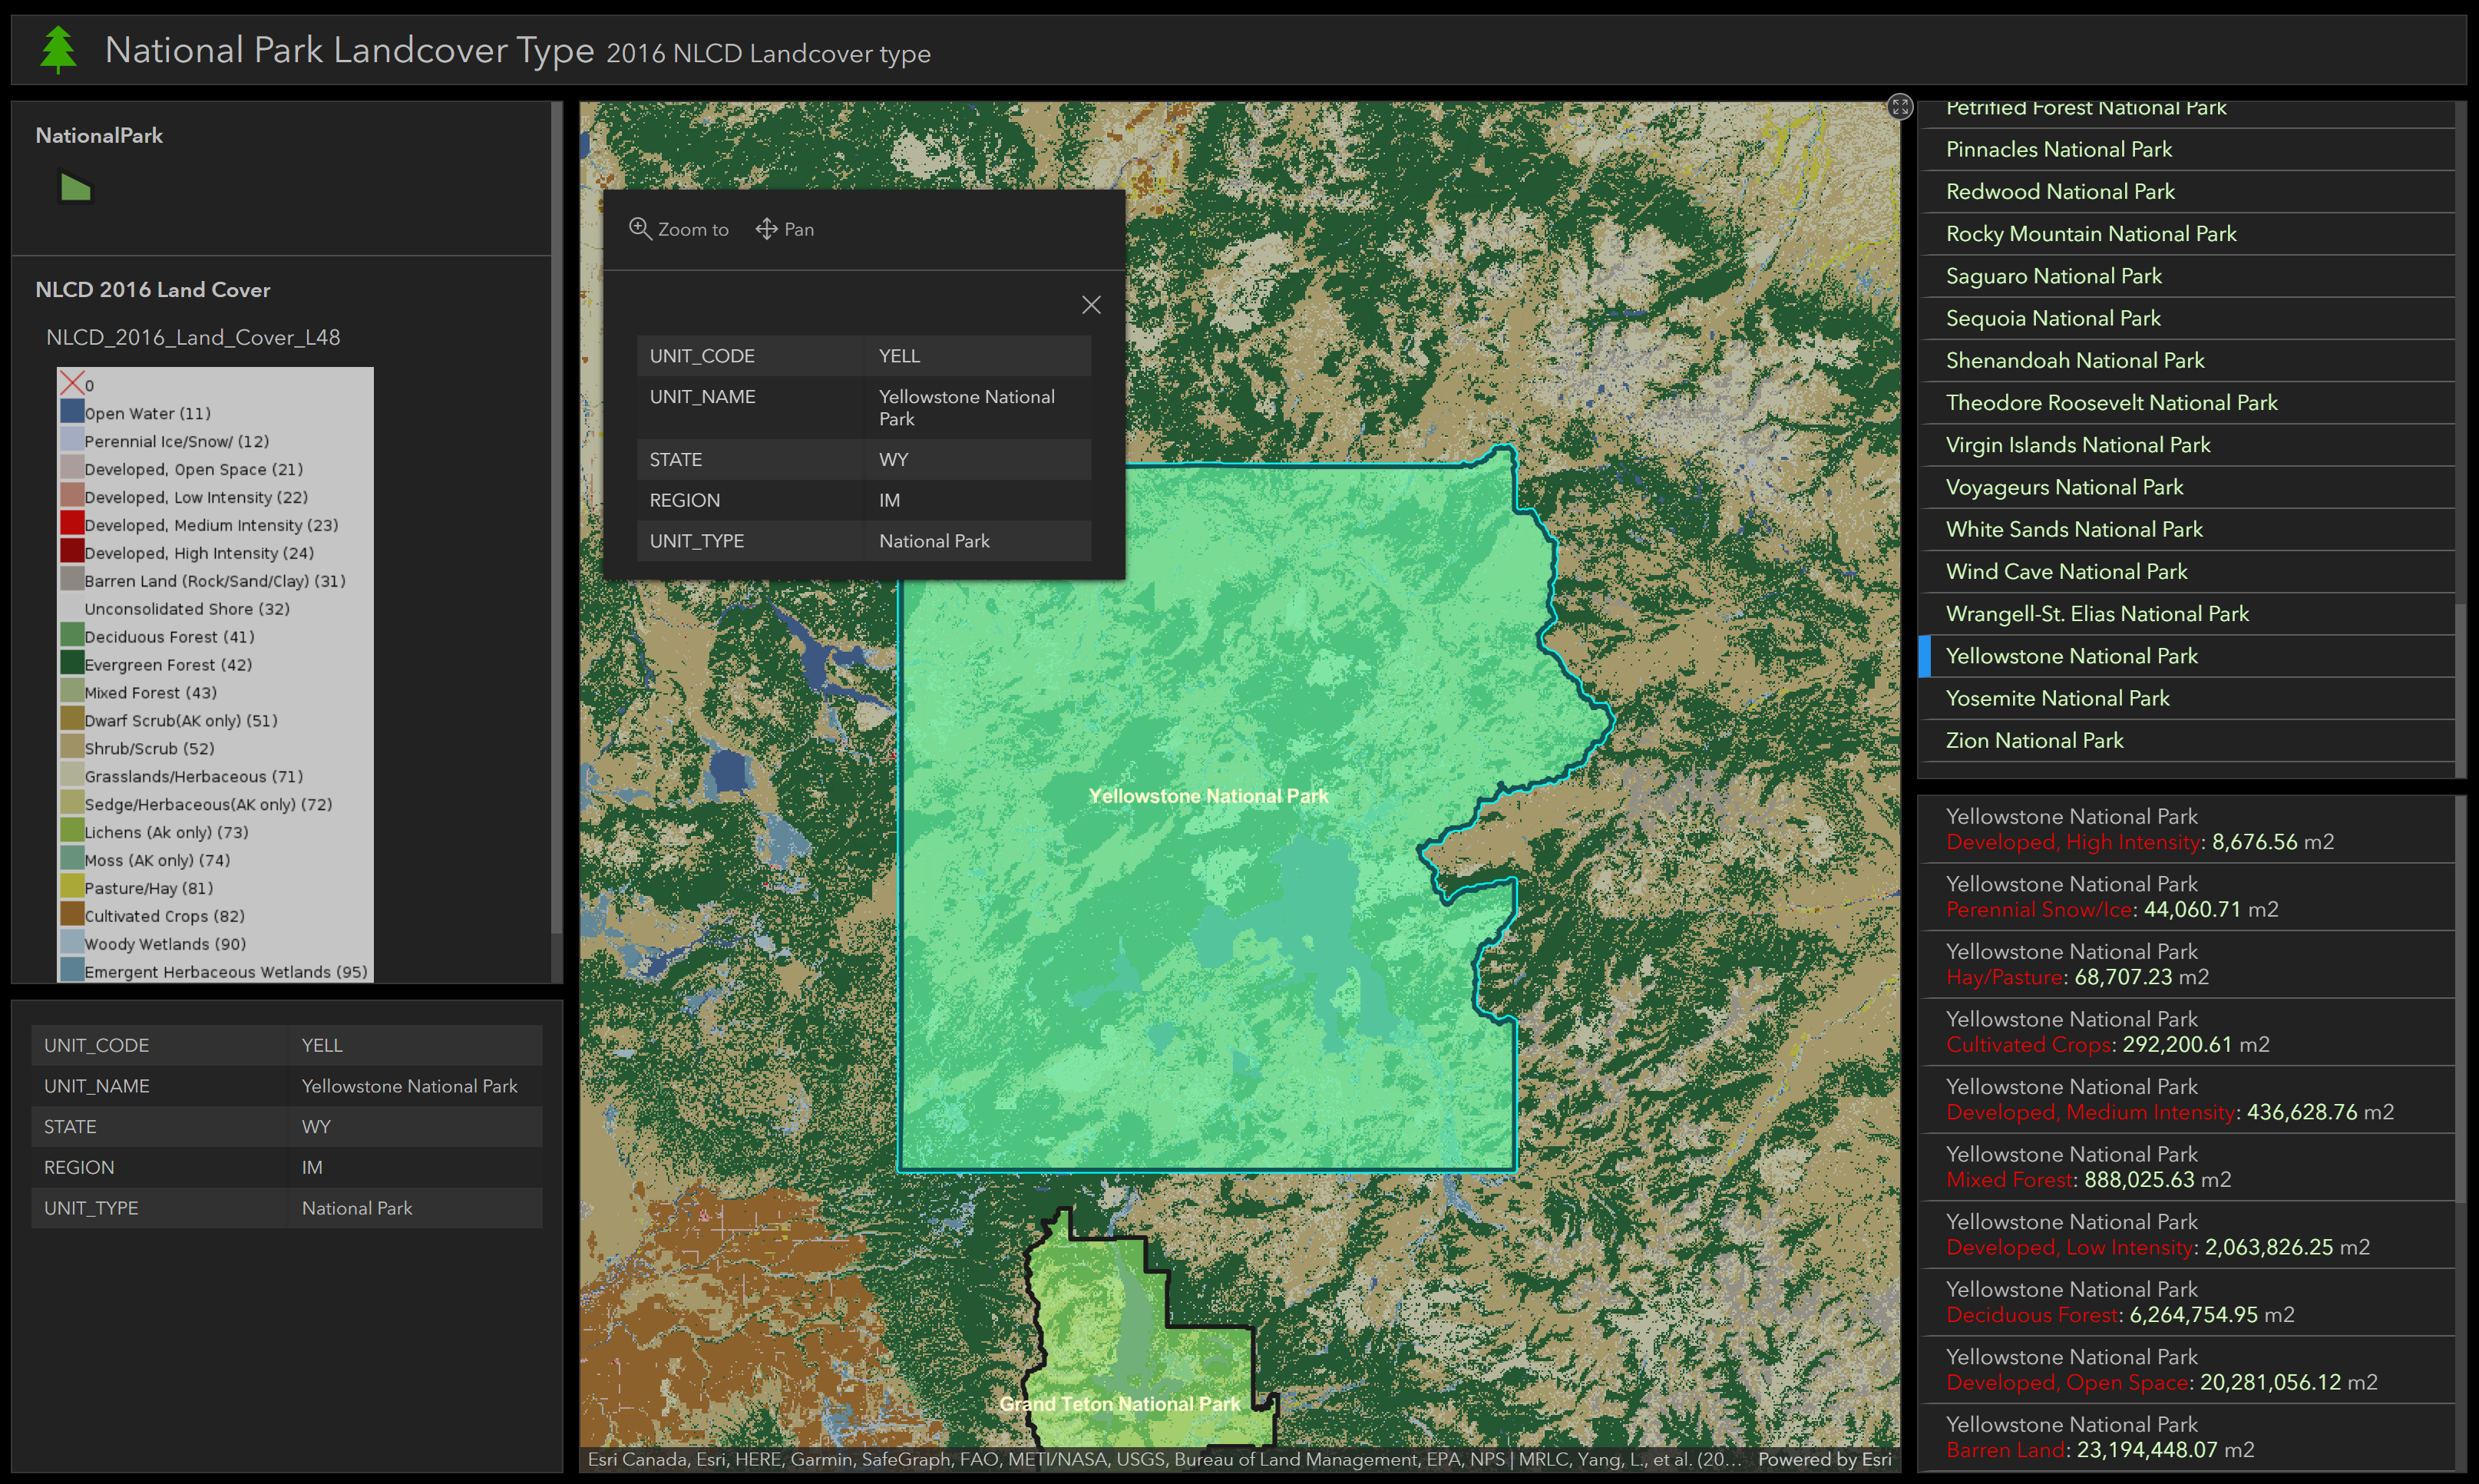 National Park Landcover Type 2016 NLCD Landcover type
NationalPark
NLCD 2016 Land Cover
NLCD_2016_Land_Cover_L48
0
Open Water (11)
Perennial Ice/Snow/ (12)
Developed, Open Space (21)
Developed, Low Intensity (22)
Developed, Medium Intensity (23)
Developed, High Intensity (24)
Barren Land (Rock/Sand/Clay) (31)
Unconsolidated Shore (32)
Deciduous Forest (41)
Evergreen Forest (42)
Mixed Forest (43)
Dwarf Scrub(AK only) (51)
Shrub/Scrub (52)
Grasslands/Herbaceous (71)
Sedge/Herbaceous(AK only) (72)
Lichens (Ak only) (73)
Moss (AK only) (74)
Pasture/Hay (81)
Cultivated Crops (82)
Woody Wetlands (90)
Emergent Herbaceous Wetlands (95)
UNIT_CODE YELL
UNIT_NAME Yellowstone National Park
STATE WY
REGION IM
UNIT_TYPE National Park
Zoom to Pan
UNIT_CODE YELL
UNIT_NAME Yellowstone National
Park
STATE WY
REGION IM
UNIT_TYPE National Park
Yellowstone National Park
Grand Teton National Park
Esri Canada, Esri, HERE, Garmin, SafeGraph, FAO, METI/NASA, USGS, Bureau of Land Management, EPA, NPS | MRLC, Yang, L., et al. (20... Powered by Esri
Petrified Forest National Park
Pinnacles National Park
Redwood National Park
Rocky Mountain National Park
Saguaro National Park
Sequoia National Park
Shenandoah National Park
Theodore Roosevelt National Park
Virgin Islands National Park
Voyageurs National Park
White Sands National Park
Wind Cave National Park
Wrangell-St. Elias National Park
Yellowstone National Park
Yosemite National Park
Zion National Park
Yellowstone National Park
Developed, High Intensity: 8,676.56 m2
Yellowstone National Park
Perennial Snow/Ice: 44,060.71 m2
Yellowstone National Park
Hay/Pasture: 68,707.23 m2
Yellowstone National Park
Cultivated Crops: 292,200.61 m2
Yellowstone National Park
Developed, Medium Intensity: 436,628.76 m2
Yellowstone National Park
Mixed Forest: 888,025.63 m2
Yellowstone National Park
Developed, Low Intensity: 2,063,826.25 m2
Yellowstone National Park
Deciduous Forest: 6,264,754.95 m2
Yellowstone National Park
Developed, Open Space: 20,281,056.12 m2
Yellowstone National Park
Barren Land: 23,194,448.07 m2